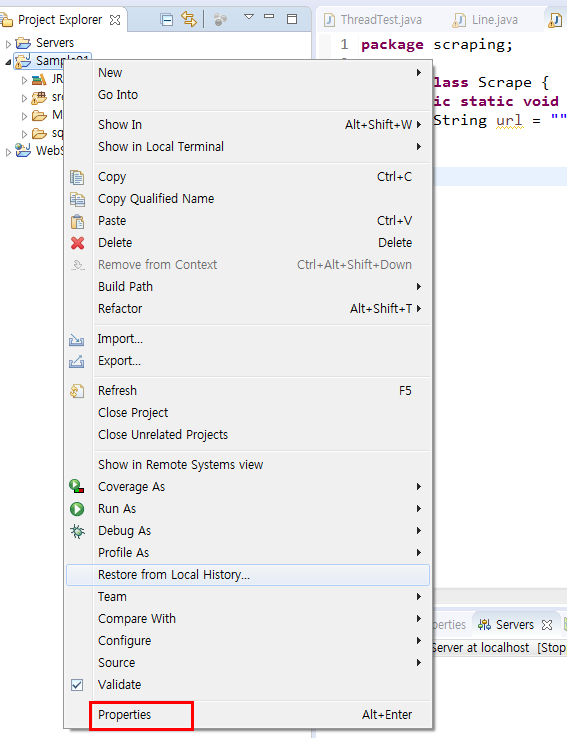 Project Explorer
Servers
JR
src
M
sq
WebS
ThreadTest.java
Line.java
1 package scraping;
lass Scrape {
ic static void
String url = ""
New
Go Into
Show In Alt+Shift+W
Show in Local Terminal
Copy Ctrl+C
Copy Qualified Name
Paste Ctrl+V
Delete Delete
Remove from Context Ctrl+Alt+Shift+Down
Build Path
Refactor Alt+Shift+T
Import...
Export...
Refresh F5
Close Project
Close Unrelated Projects
Show in Remote Systems view
Coverage As
Run As
Debug As
Profile As
Restore from Local History...
Team
Compare With
Configure
Source
Validate
Properties Alt+Enter
perties
Servers
Server at localhost [Stop